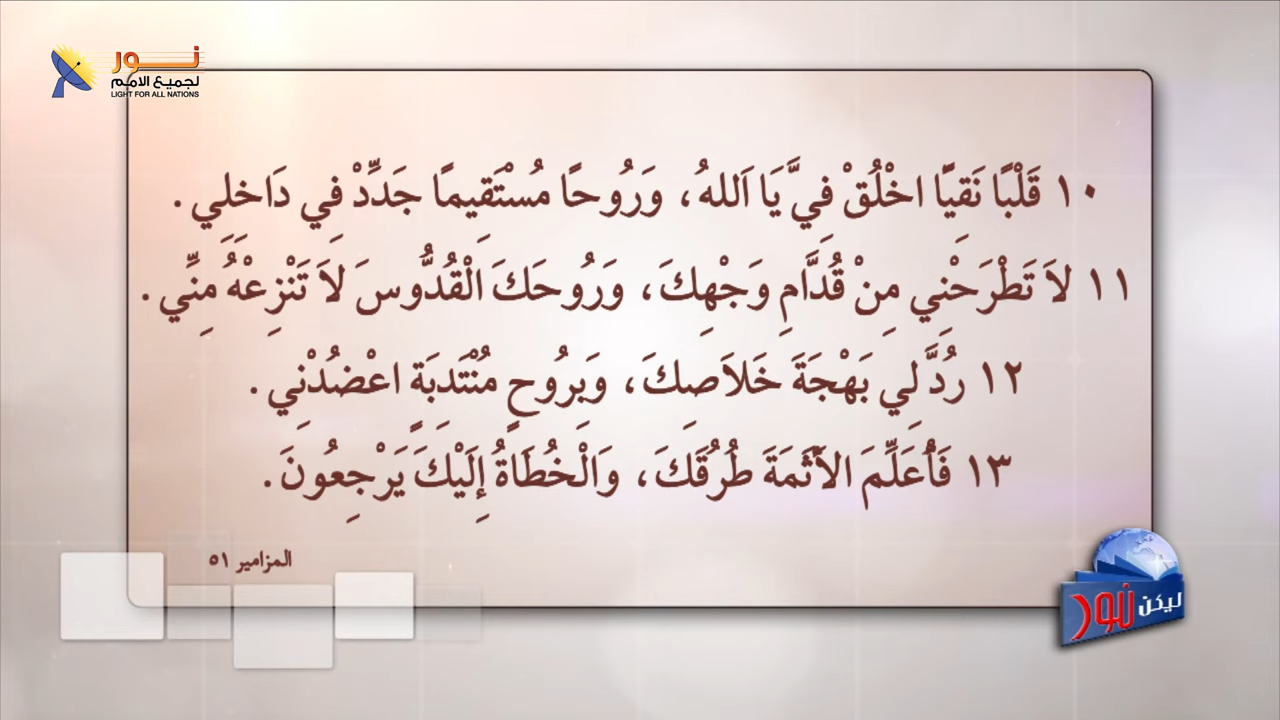 نور
لجميع الامم
LIGHT FOR ALL NATIONS
١٠ قَلْبًا نَقِيًّا اخْلُقْ فِيَّ يَا اَللهُ، وَرُوحًا مُسْتَقِيمًا جَدِّدْ فِي دَاخِلِي .
١١ لاَ تَطْرَحْنِي مِنْ قُدَّامِ وَجْهِكَ، وَرُوحَكَ الْقُدُّوسَ لاَ تَنْزِعْهُ مِنِّي .
١٢ رُدَّ لِي بَهْجَةَ خَلاَصِكَ، وَبِرُوحٍ مُنْتَدِبَةٍ اعْضُدْنِي .
١٣ فَأُعَلِّمَ الأَثَمَةَ طُرُقَكَ، وَالْخُطَاةُ إِلَيْكَ يَرْجِعُونَ .
المزامير ٥١
ليكن نور